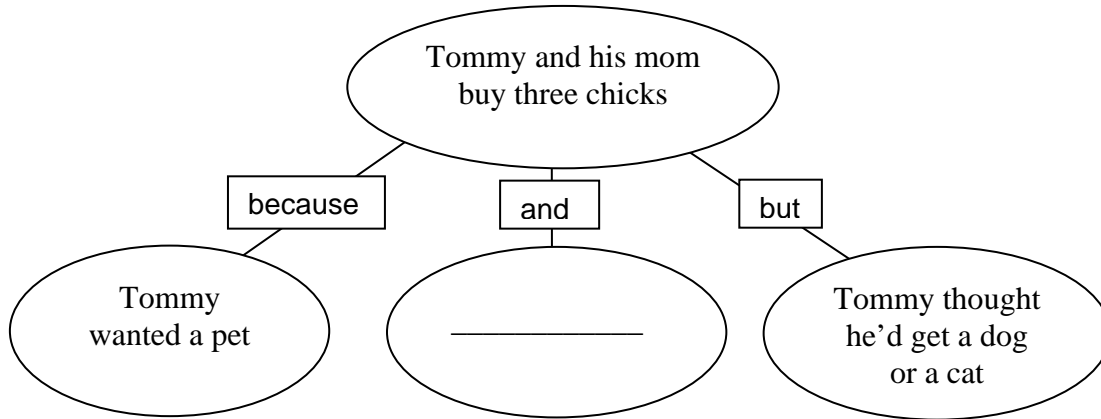 Tommy and his mom
buy three chicks
because
and
but
Tommy
wanted a pet
____________
Tommy thought
he’d get a dog
or a cat